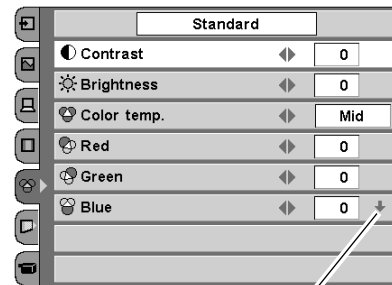 Standard
Contrast 0
Brightness 0
Color temp. Mid
Red 0
Green 0
Blue 0